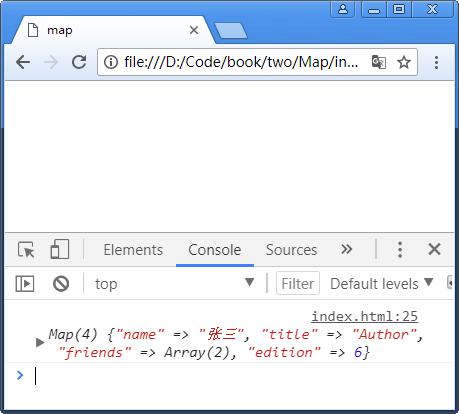 map
file:///D:/Code/book/two/Map/in...
Elements Console Sources
top Filter Default levels
index.html:25
Map(4) {"name" => "张三", "title" => "Author",
"friends" => Array(2), "edition" => 6}